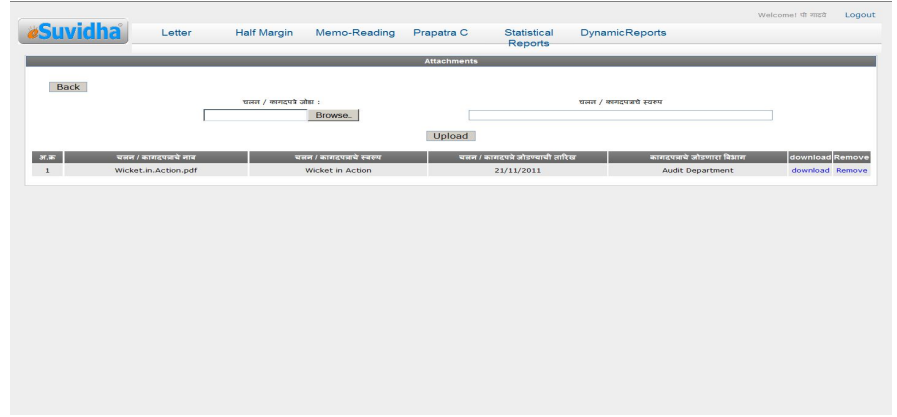 Welcome! पी मादवे Logout
Suvidha
Letter Half Margin Memo-Reading Prapatra C Statistical Reports DynamicReports
Attachments
Back
चलन / कागदपत्रे जोडा : चलन / कागदपत्राचे स्वरुप
Browse..
Upload
अ.क्र चलन / कागदपत्राचे नाव चलन / कागदपत्राचे स्वरुप चलन / कागदपत्रे जोडण्याची तारिख कागदपत्राचे जोडणारा विभाग download Remove
1 Wicket.in.Action.pdf Wicket in Action 21/11/2011 Audit Department download Remove